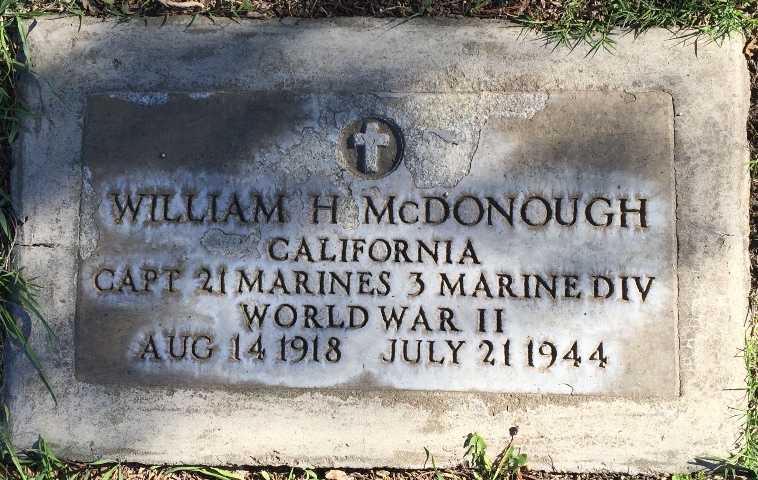 WILLIAM H McDONOUGH
CALIFORNIA
CAPT 21 MARINES 3 MARINE DIV
WORLD WAR II
AUG 14 1918 JULY 21 1944